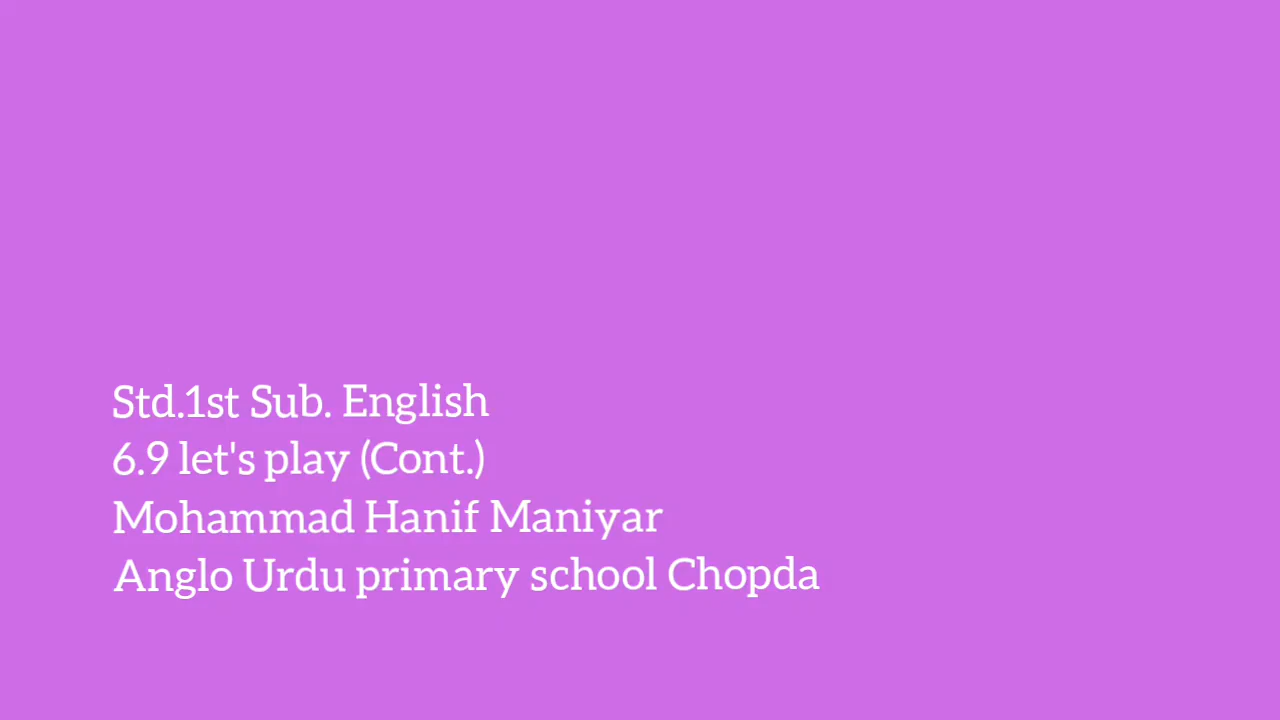 Std.1st Sub. English
6.9 let's play (Cont.)
Mohammad Hanif Maniyar
Anglo Urdu primary school Chopda